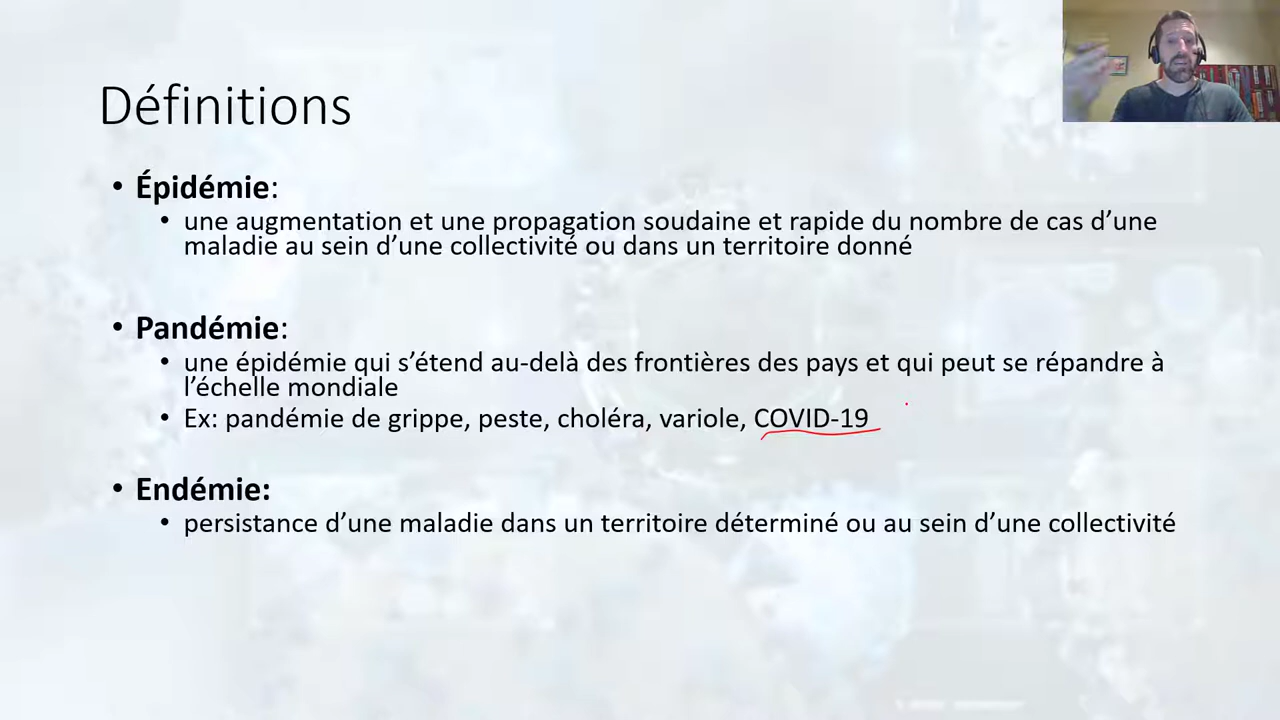 Définitions
• Épidémie:
• une augmentation et une propagation soudaine et rapide du nombre de cas d’une
maladie au sein d’une collectivité ou dans un territoire donné
• Pandémie:
• une épidémie qui s’étend au-delà des frontières des pays et qui peut se répandre à
l’échelle mondiale
• Ex: pandémie de grippe, peste, choléra, variole, COVID-19
• Endémie:
• persistance d’une maladie dans un territoire déterminé ou au sein d’une collectivité